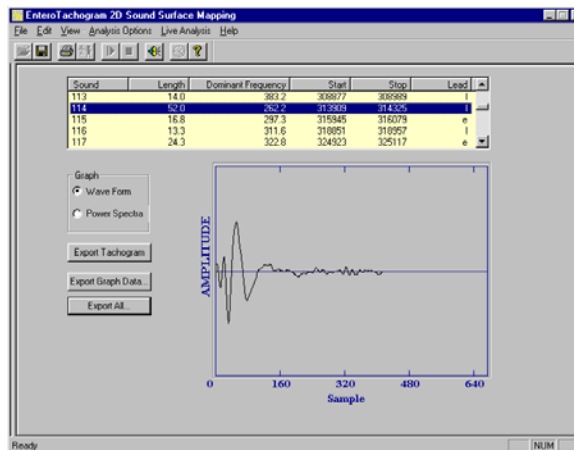 EnteroTachogram 2D Sound Surface Mapping
File Edit View Analysis Options Live Analysis Help
Sound Length Dominant Frequency Start Stop Lead
113 14.0 383.2 308877 308989 l
114 52.0 262.2 313909 314325 l
115 16.8 297.3 315945 316079 e
116 13.3 311.6 318851 318957 l
117 24.3 322.8 324923 325117 e
Graph
Wave Form
Power Spectra
Export Tachogram
Export Graph Data...
Export All...
AMPLITUDE
0 160 320 480 640
Sample
Ready NUM